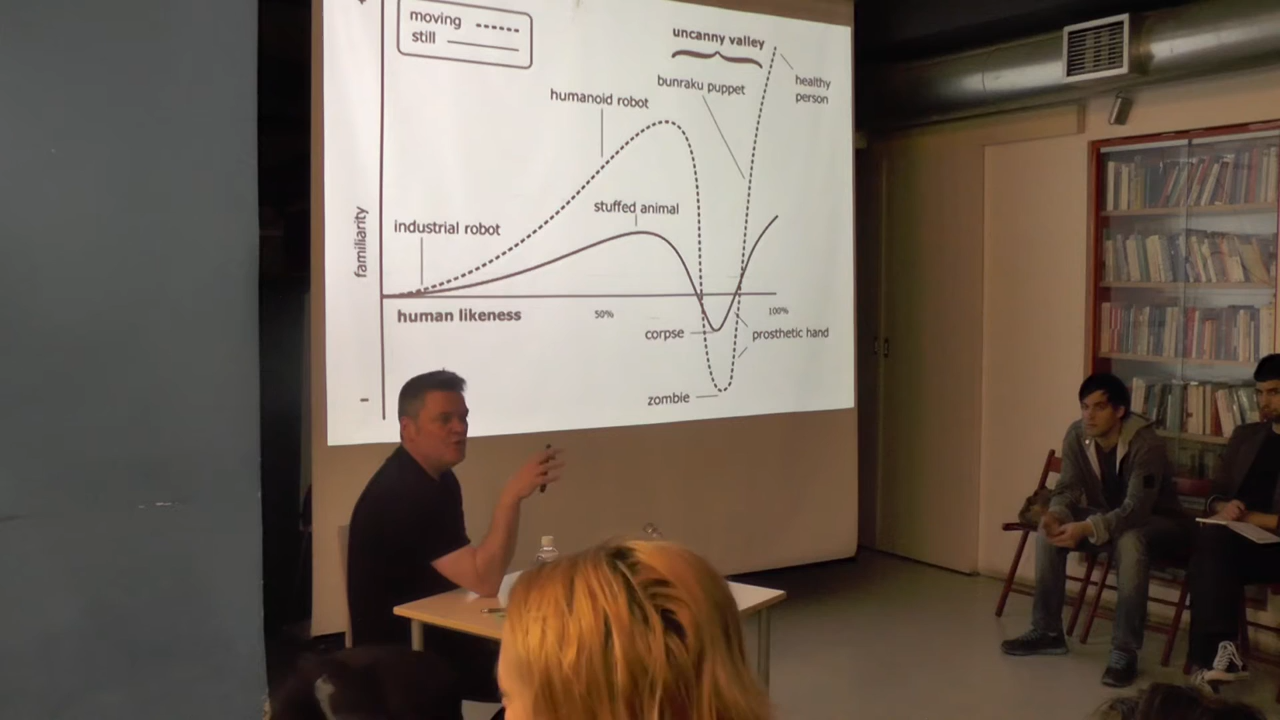 +
moving
still
uncanny valley
bunraku puppet
healthy
person
humanoid robot
stuffed animal
industrial robot
familiarity
human likeness
50%
100%
corpse
prosthetic hand
-
zombie